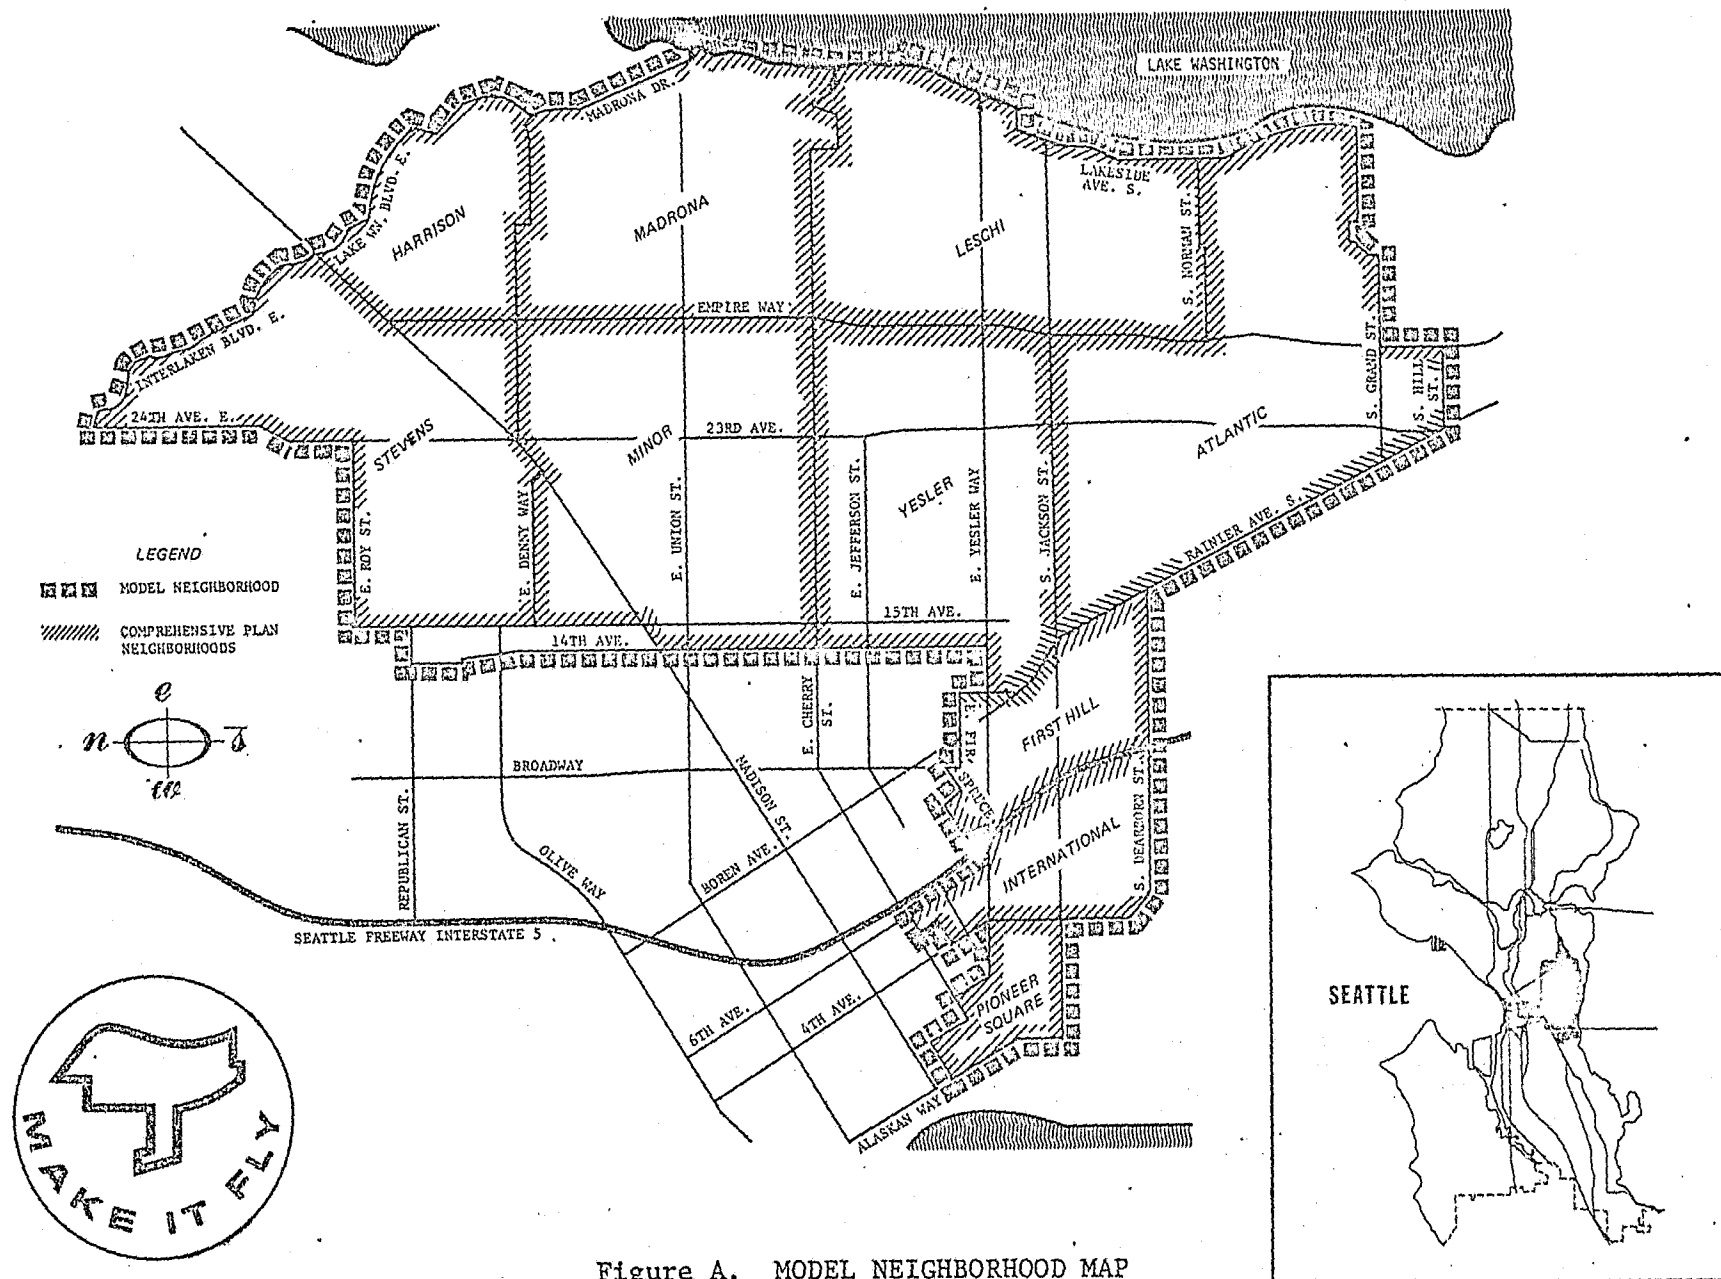 LAKE WASHINGTON
MADRONA DR.
LAKE WN. BLVD. E.
HARRISON
MADRONA
LESCHI
LAKESIDE
AVE. S.
S. NORMAN ST.
EMPIRE WAY
INTERLAKEN BLVD. E.
24TH AVE. E.
STEVENS
MINOR
23RD AVE.
YESLER
ATLANTIC
S. GRAND ST.
S. HILL
ST.
E. ROY ST.
E. DENNY WAY
E. UNION ST.
E. JEFFERSON ST.
E. YESLER WAY
S. JACKSON ST.
RAINIER AVE. S.
LEGEND
MODEL NEIGHBORHOOD
COMPREHENSIVE PLAN
NEIGHBORHOODS
e
n
s
w
15TH AVE.
14TH AVE.
E. CHERRY
ST.
E. FIR
SPRUCE
FIRST HILL
BROADWAY
MADISON ST.
REPUBLICAN ST.
OLIVE WAY
BOREN AVE.
INTERNATIONAL
S. DEARBORN ST.
SEATTLE FREEWAY INTERSTATE 5
6TH AVE.
4TH AVE.
PIONEER
SQUARE
ALASKAN WAY
SEATTLE
MAKE IT FLY
Figure A. MODEL NEIGHBORHOOD MAP